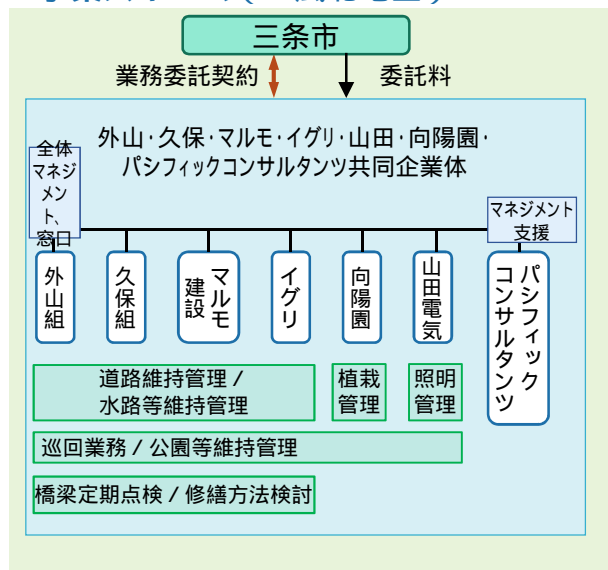 三条市
業務委託契約
委託料
外山・久保・マルモ・イグリ・山田・向陽園・
パシフィックコンサルタンツ共同企業体
全体
マネジ
メン
ト、
窓口
マネジメント
支援
外山組
久保組
マルモ
建設
イグリ
向陽園
山田電気
パシフィック
コンサルタンツ
道路維持管理 /
水路等維持管理
植栽
管理
照明
管理
巡回業務 / 公園等維持管理
橋梁定期点検 / 修繕方法検討